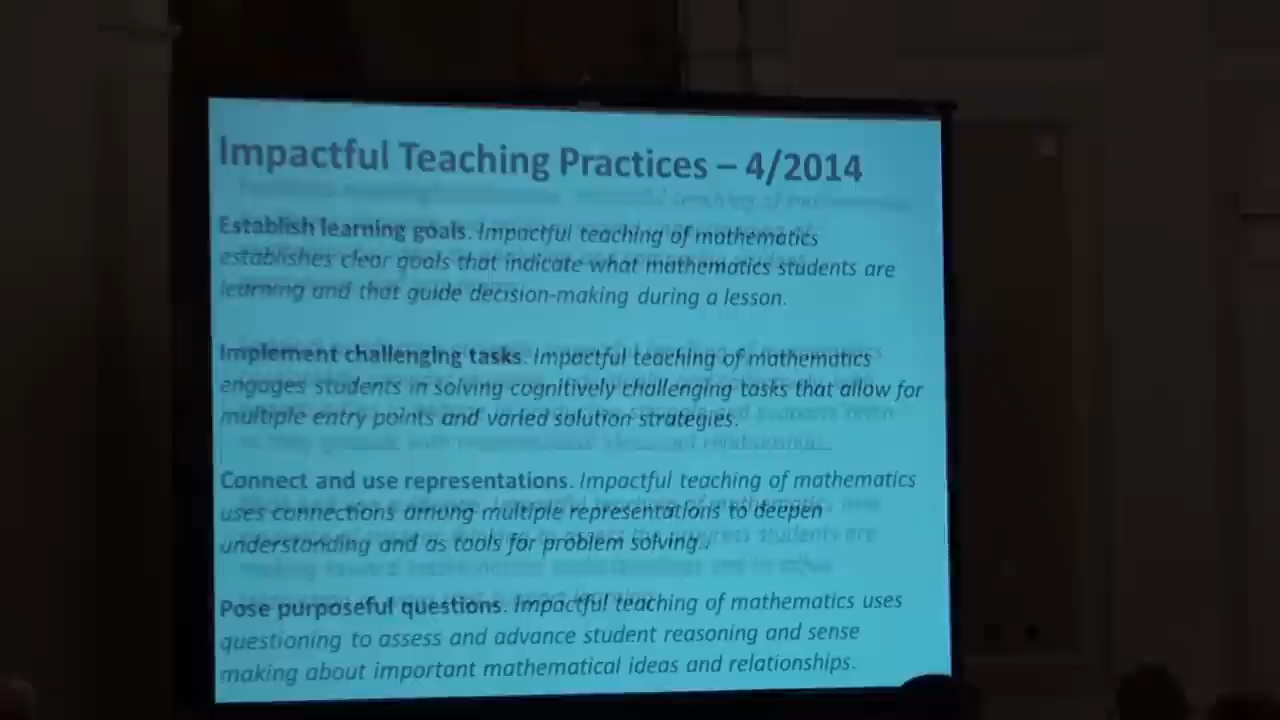 Impactful Teaching Practices – 4/2014
Establish learning goals. Impactful teaching of mathematics
establishes clear goals that indicate what mathematics students are
learning and that guide decision-making during a lesson.
Implement challenging tasks. Impactful teaching of mathematics
engages students in solving cognitively challenging tasks that allow for
multiple entry points and varied solution strategies.
Connect and use representations. Impactful teaching of mathematics
uses connections among multiple representations to deepen
understanding and as tools for problem solving..
Pose purposeful questions. Impactful teaching of mathematics uses
questioning to assess and advance student reasoning and sense
making about important mathematical ideas and relationships.